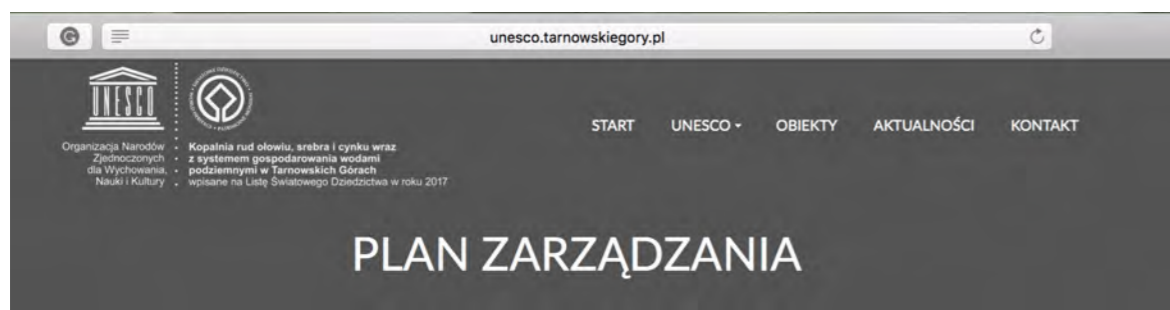 unesco.tarnowskiegory.pl
UNESCO
Organizacja Narodów
Zjednoczonych
dla Wychowania,
Nauki i Kultury
Kopalnia rud ołowiu, srebra i cynku wraz
z systemem gospodarowania wodami
podziemnymi w Tarnowskich Górach
wpisane na Listę Światowego Dziedzictwa w roku 2017
START UNESCO OBIEKTY AKTUALNOŚCI KONTAKT
PLAN ZARZĄDZANIA